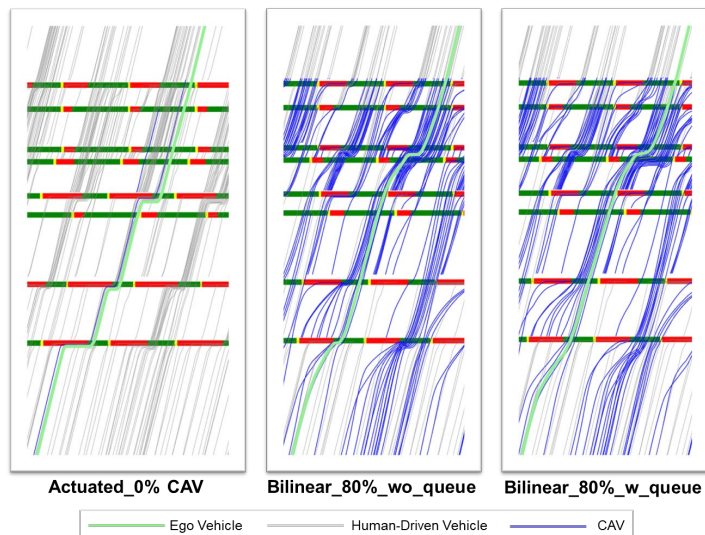 Actuated_0% CAV
Bilinear_80%_wo_queue
Bilinear_80%_w_queue
Ego Vehicle
Human-Driven Vehicle
CAV